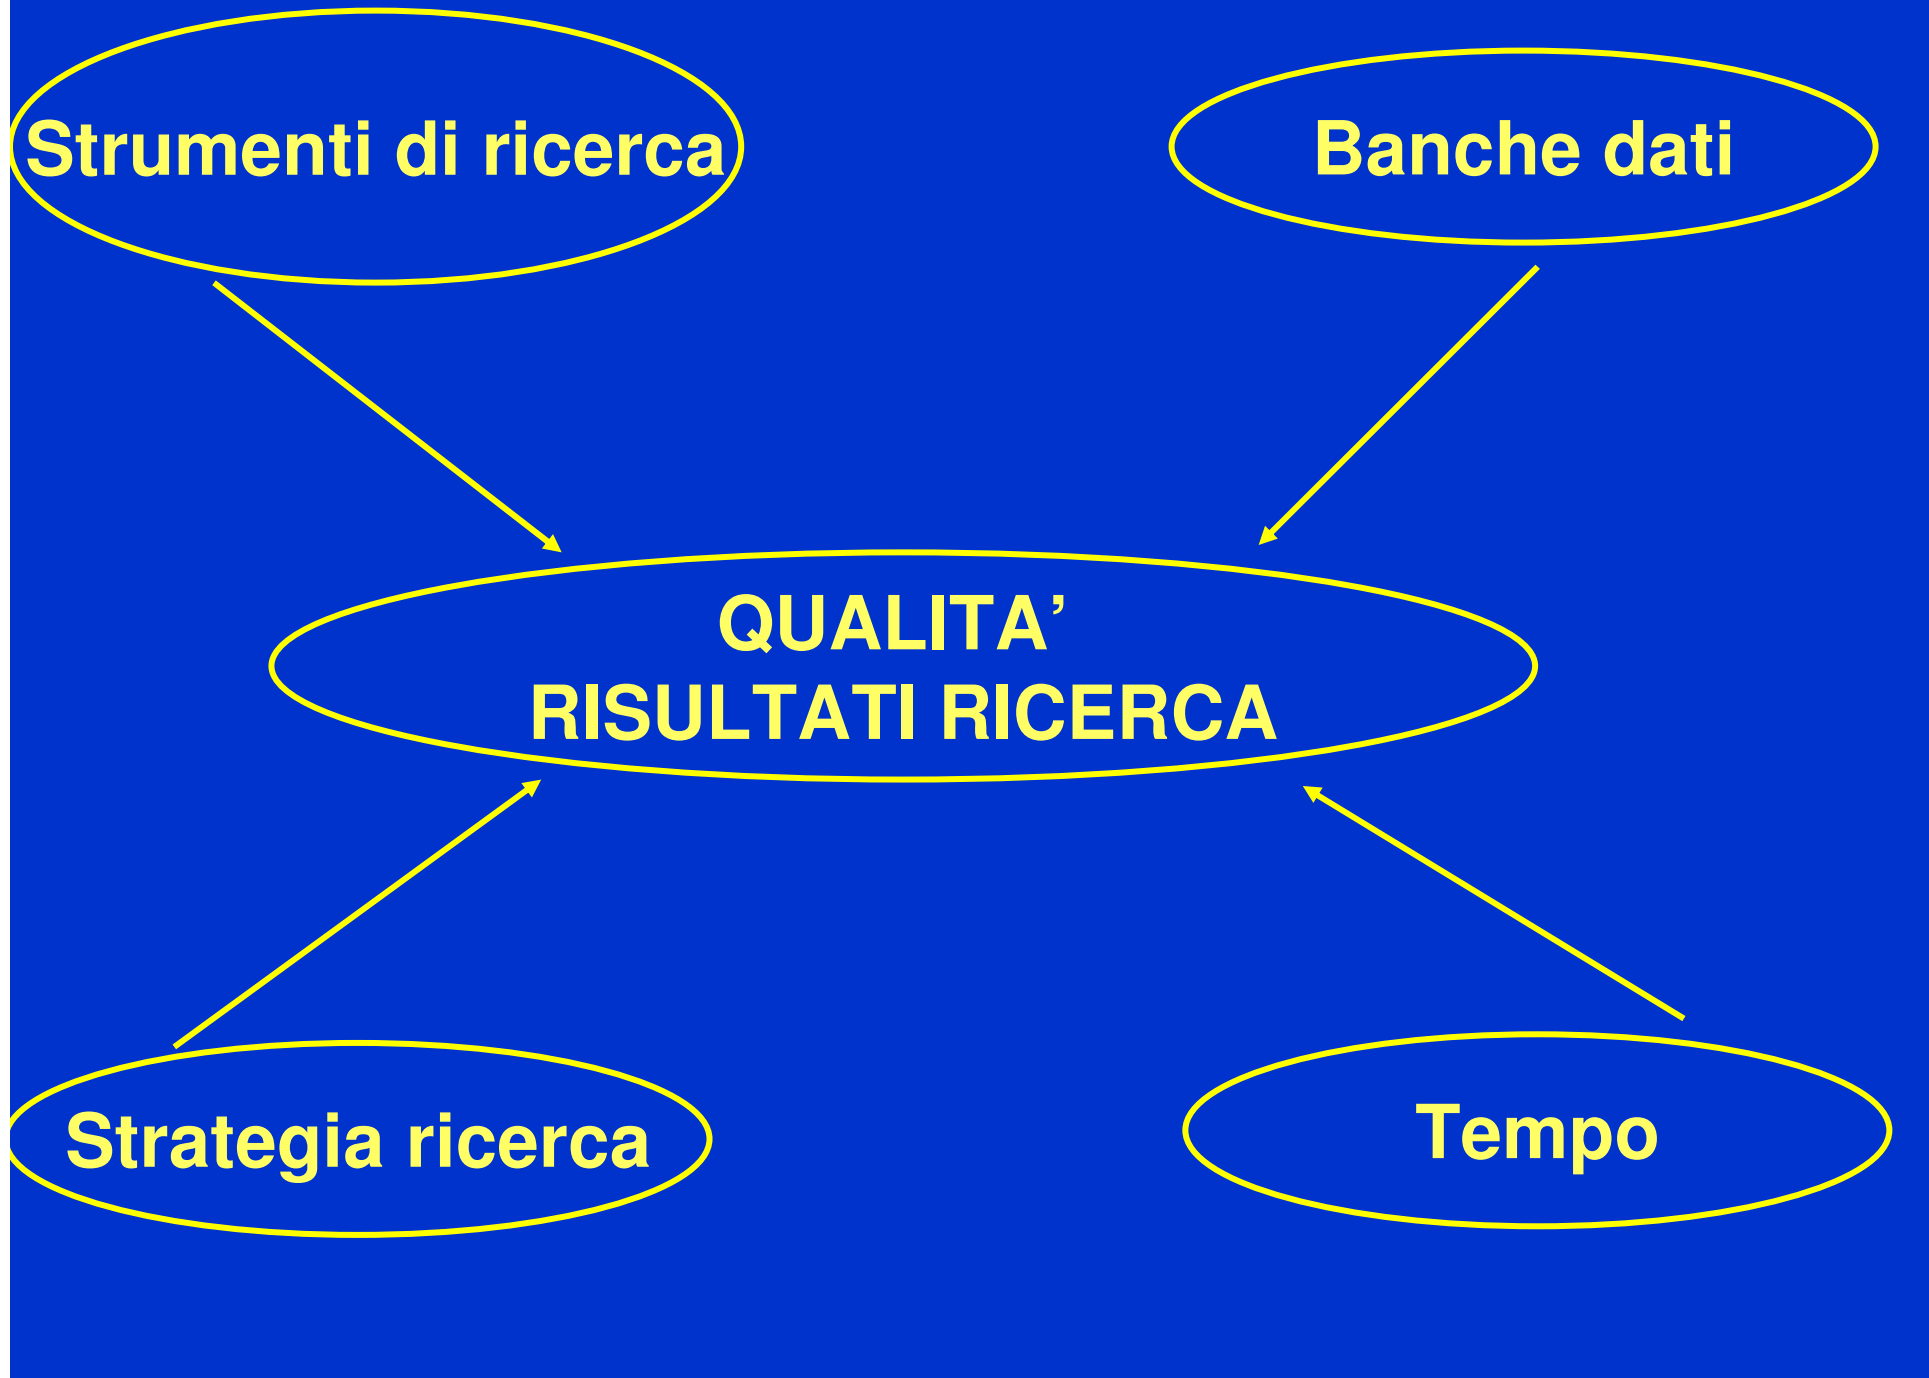 Strumenti di ricerca
Banche dati
QUALITA’
RISULTATI RICERCA
Strategia ricerca
Tempo